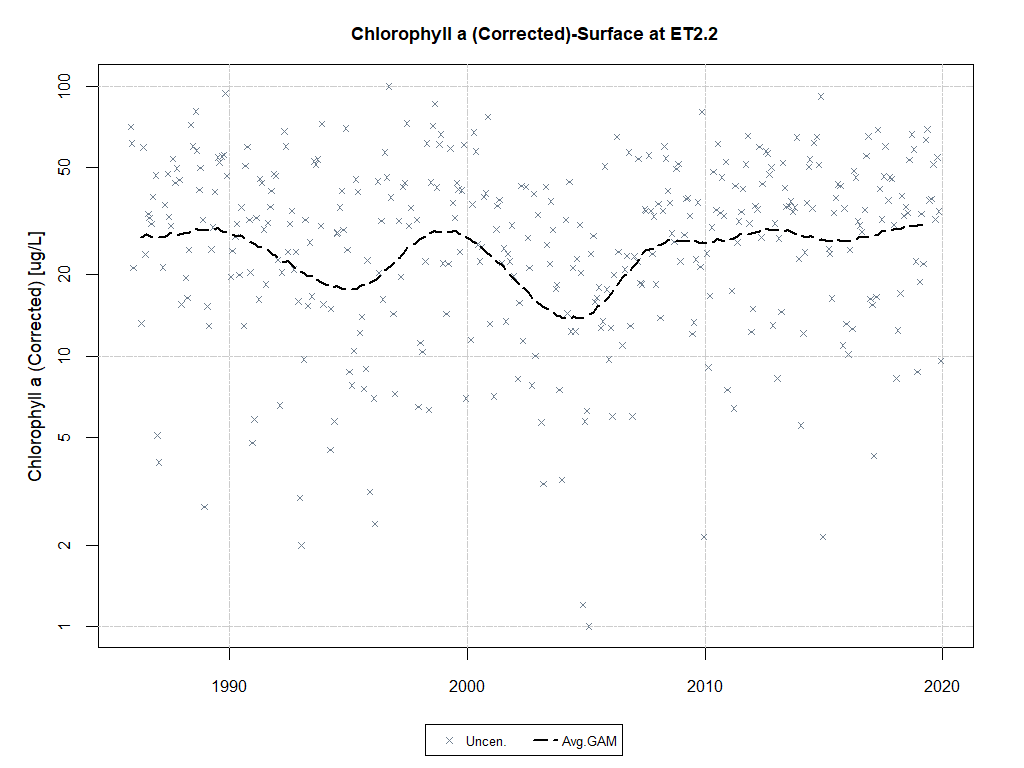 Chlorophyll a (Corrected)-Surface at ET2.2
Chlorophyll a (Corrected) [ug/L]
100
50
20
10
5
2
1
1990 2000 2010 2020
Uncen. Avg.GAM